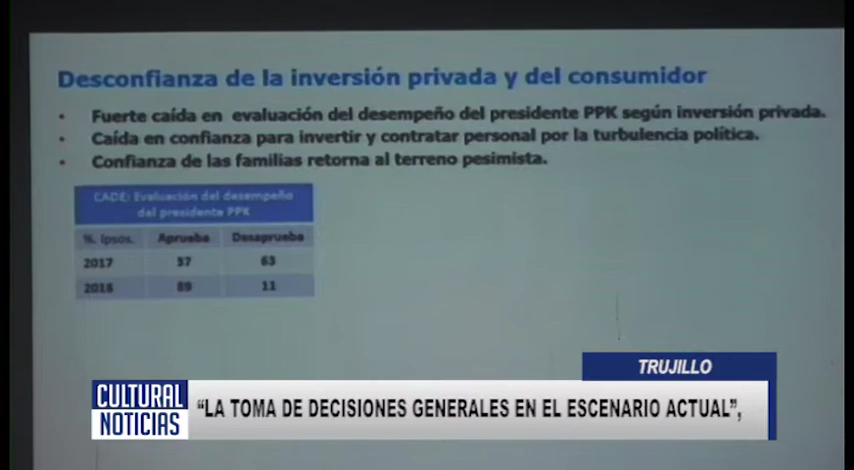 Desconfianza de la inversión privada y del consumidor
• Fuerte caída en evaluación del desempeño del presidente PPK según inversión privada.
• Caída en confianza para invertir y contratar personal por la turbulencia política.
• Confianza de las familias retorna al terreno pesimista.
CADE: Evaluación del desempeño
del presidente PPK
%. Ipsos. Aprueba Desaprueba
2017 37 63
2016 89 11
TRUJILLO
CULTURAL
NOTICIAS
“LA TOMA DE DECISIONES GENERALES EN EL ESCENARIO ACTUAL”,